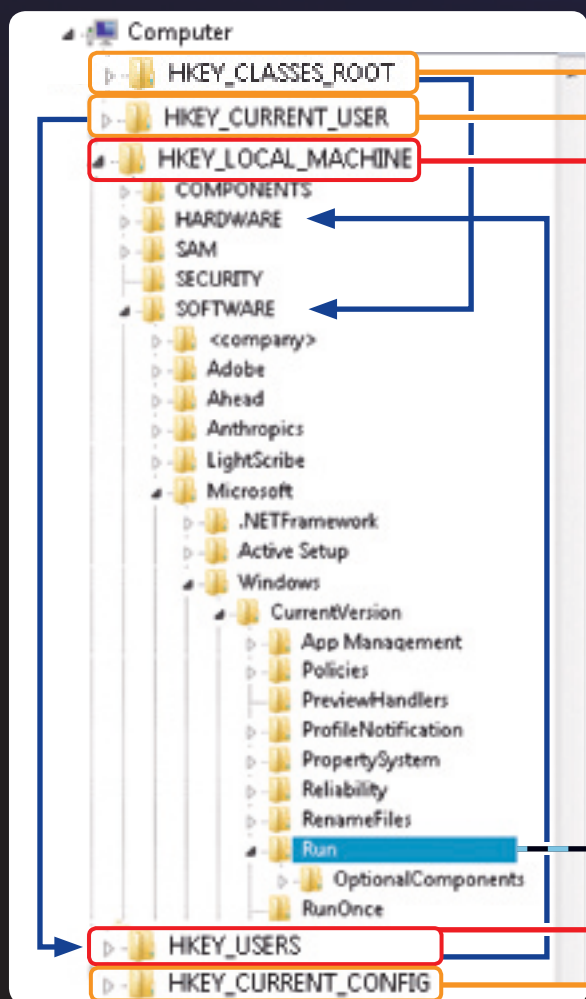 Computer
HKEY_CLASSES_ROOT
HKEY_CURRENT_USER
HKEY_LOCAL_MACHINE
COMPONENTS
HARDWARE
SAM
SECURITY
SOFTWARE
<company>
Adobe
Ahead
Anthropics
LightScribe
Microsoft
.NETFramework
Active Setup
Windows
CurrentVersion
App Management
Policies
PreviewHandlers
ProfileNotification
PropertySystem
Reliability
RenameFiles
Run
OptionalComponents
RunOnce
HKEY_USERS
HKEY_CURRENT_CONFIG